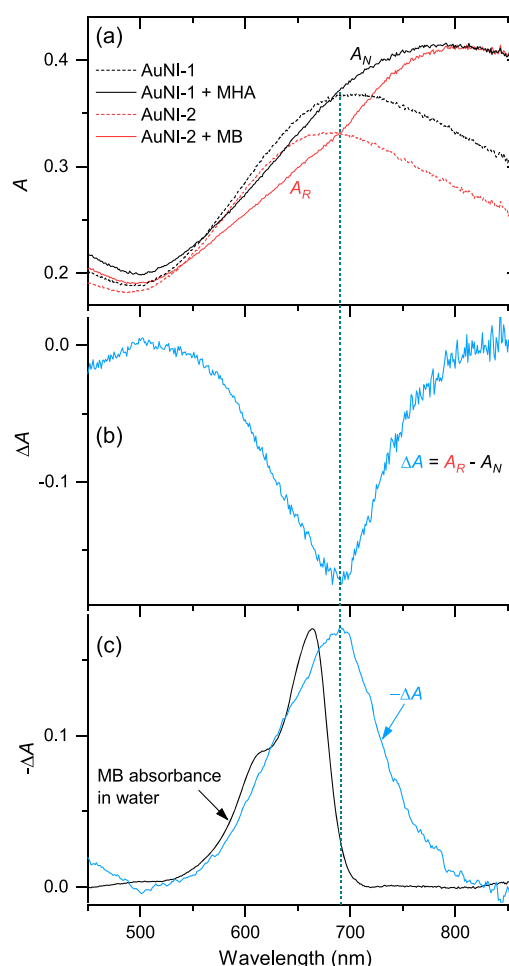 (a)
AuNI-1
AuNI-1 + MHA
AuNI-2
AuNI-2 + MB
A_N
A_R
0.4
0.3
0.2
A
(b)
0.0
-0.1
ΔA
ΔA = A_R - A_N
(c)
0.1
0.0
-ΔA
−ΔA
MB absorbance
in water
500 600 700 800
Wavelength (nm)